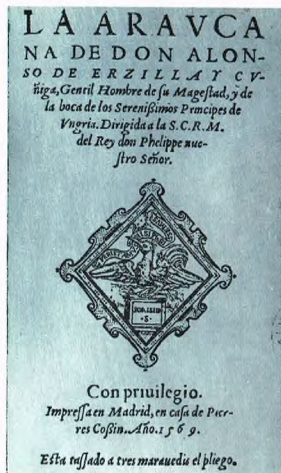 LA ARAVCA
NA DE DON ALON-
SO DE ERZILLA Y CV-
ñiga, Gentil Hombre de su Magestad, y de
la boca de los Serenißimos Principes de
Vngria. Dirigida a la S.C.R.M.
del Rey don Phelippe nue-
stro Señor.
Con priuilegio.
Impressa en Madrid, en casa de Pier-
res Coßin. Año. 1569.
Esta tassado a tres marauedis el pliego.